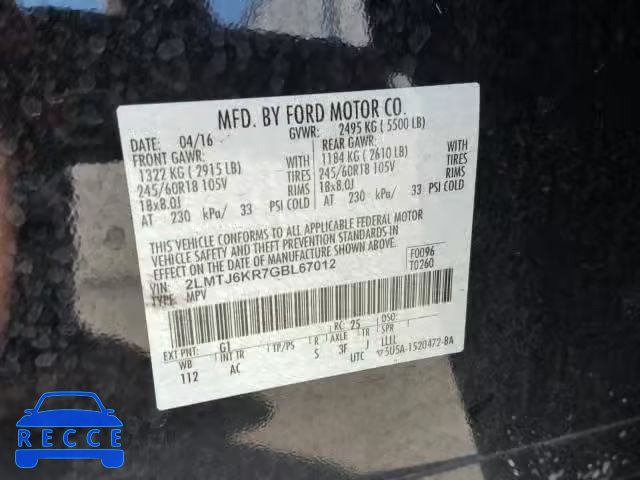 MFD. BY FORD MOTOR CO.
DATE: 04/16 GVWR: 2495 KG ( 5500 LB)
FRONT GAWR: REAR GAWR:
1322 KG ( 2915 LB) WITH 1184 KG ( 2610 LB) WITH
245/60R18 105V TIRES 245/60R18 105V TIRES
18x8.0J RIMS 18x8.0J RIMS
AT 230 kPa/ 33 PSI COLD AT 230 kPa/ 33 PSI COLD
THIS VEHICLE CONFORMS TO ALL APPLICABLE FEDERAL MOTOR
VEHICLE SAFETY AND THEFT PREVENTION STANDARDS IN
EFFECT ON THE DATE OF MANUFACTURE SHOWN ABOVE.
VIN: 2LMTJ6KR7GBL67012 F0096
TYPE: MPV T0260
EXT PNT: G1 RC: 25 DSO:
WB INT TR TP/PS R AXLE TR SPR
112 AC S 3F J LLLL
UTC 5U5A-1520472-BA
RECCE